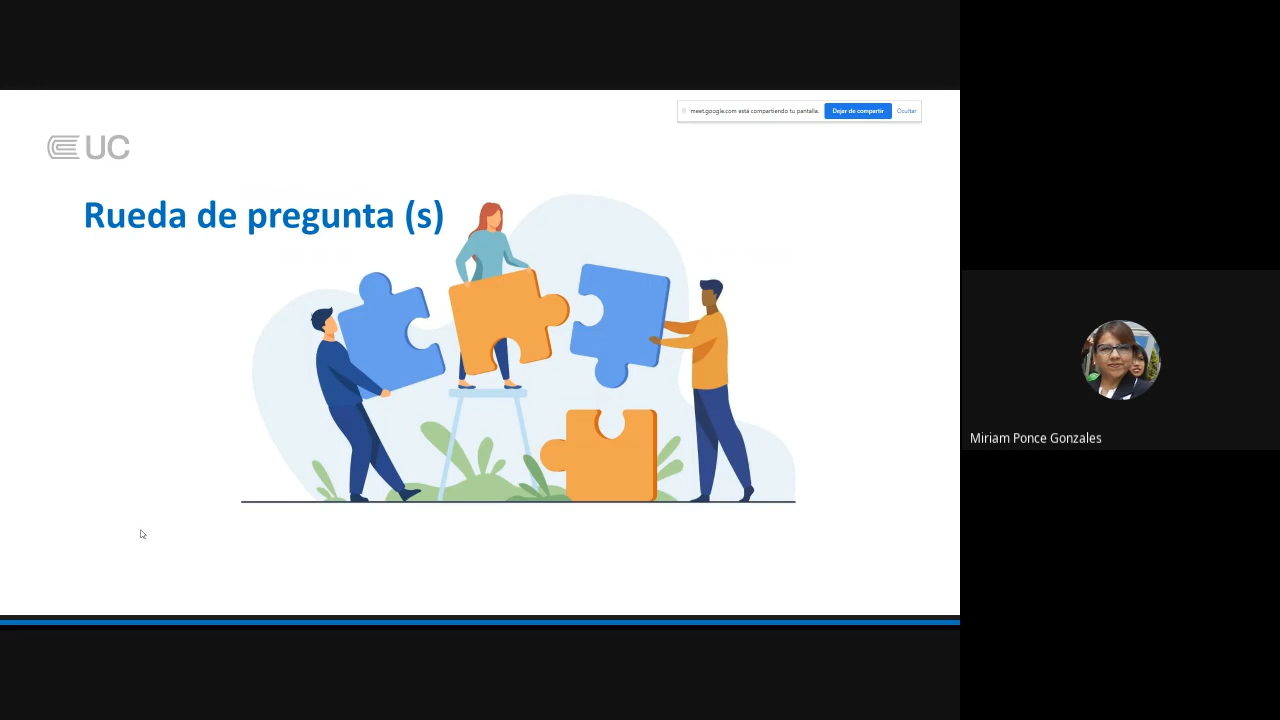 meet.google.com está compartiendo tu pantalla.
Dejar de compartir
Ocultar
UC
Rueda de pregunta (s)
Miriam Ponce Gonzales